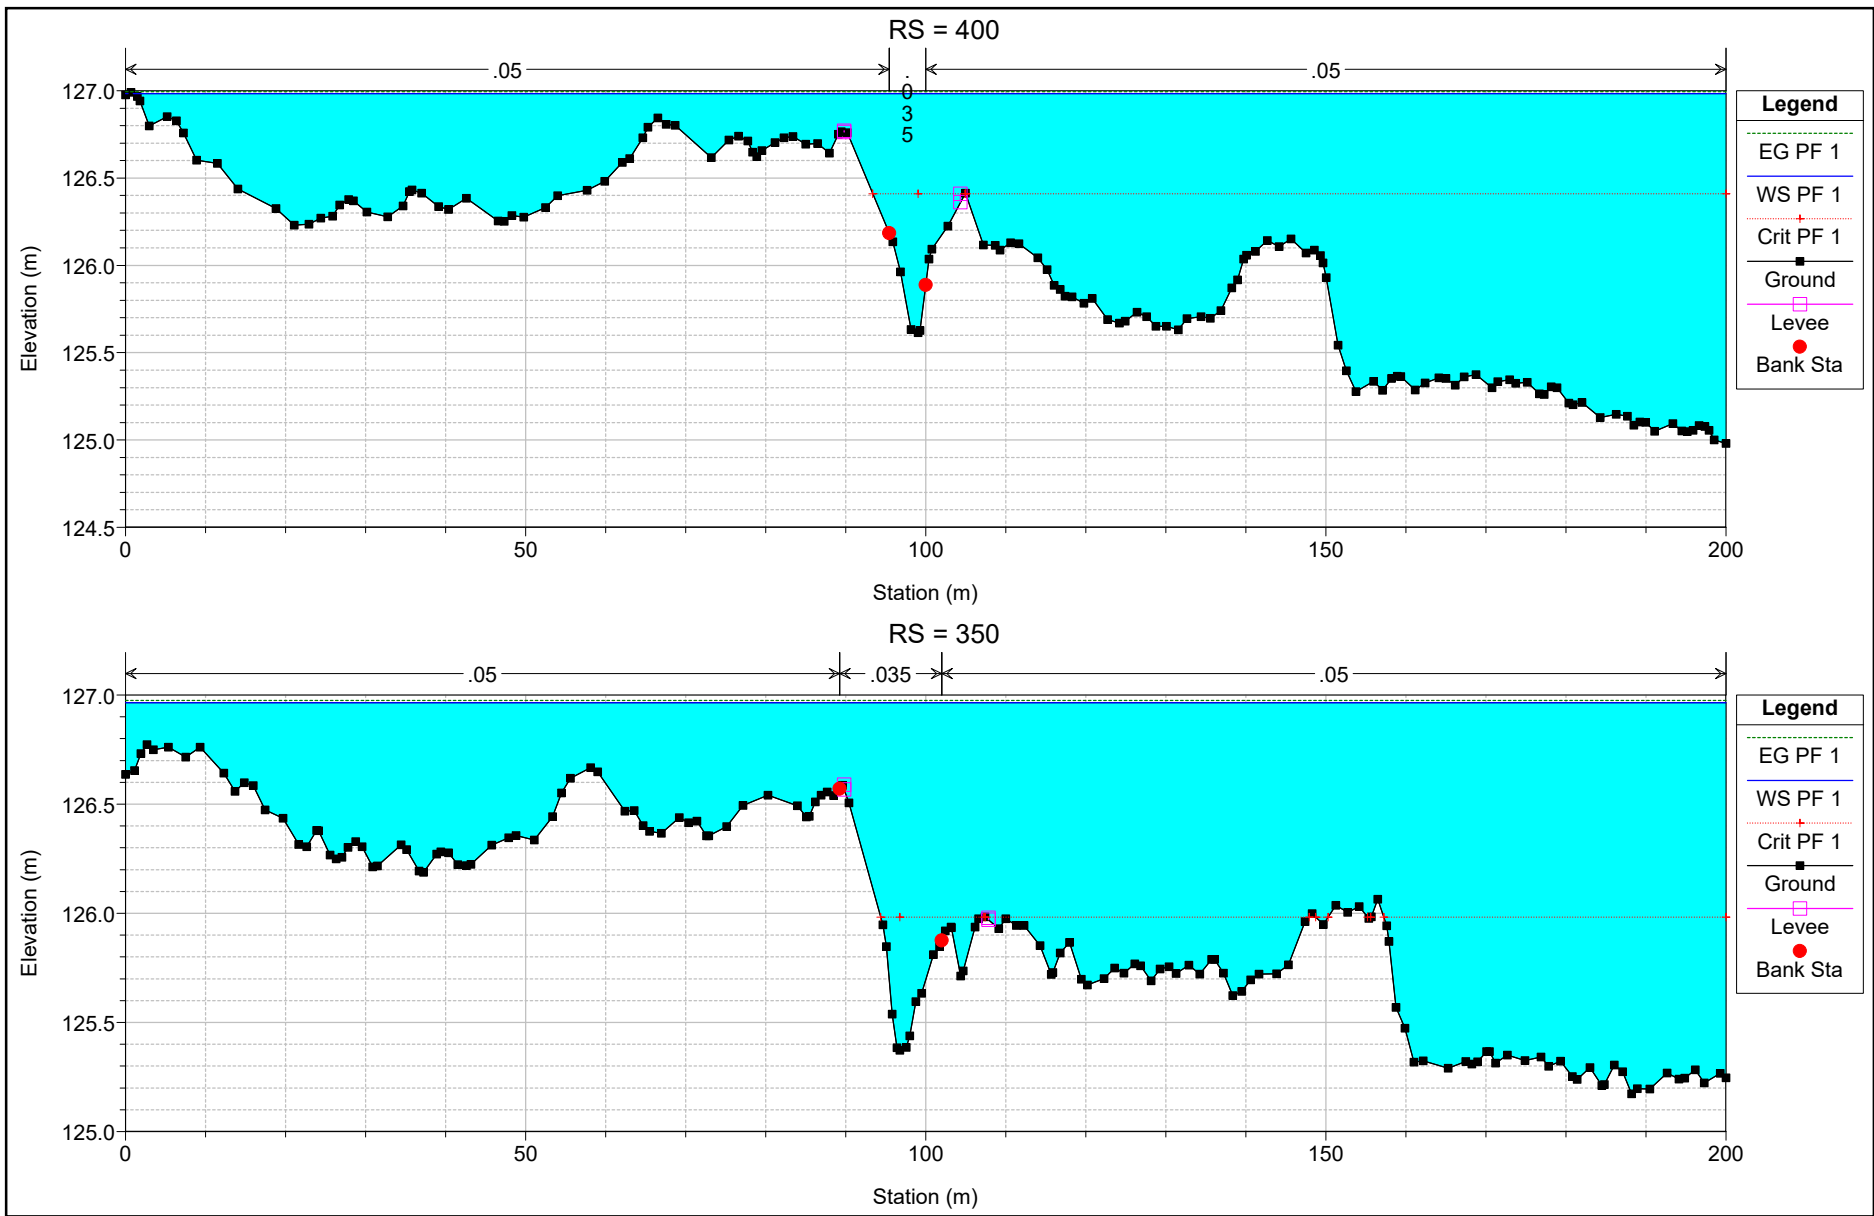 RS = 400
.05
.035
.05
127.0
126.5
126.0
125.5
125.0
124.5
Elevation (m)
0
50
100
150
200
Station (m)
Legend
EG PF 1
WS PF 1
Crit PF 1
Ground
Levee
Bank Sta
RS = 350
.05
.035
.05
127.0
126.5
126.0
125.5
125.0
Elevation (m)
0
50
100
150
200
Station (m)
Legend
EG PF 1
WS PF 1
Crit PF 1
Ground
Levee
Bank Sta